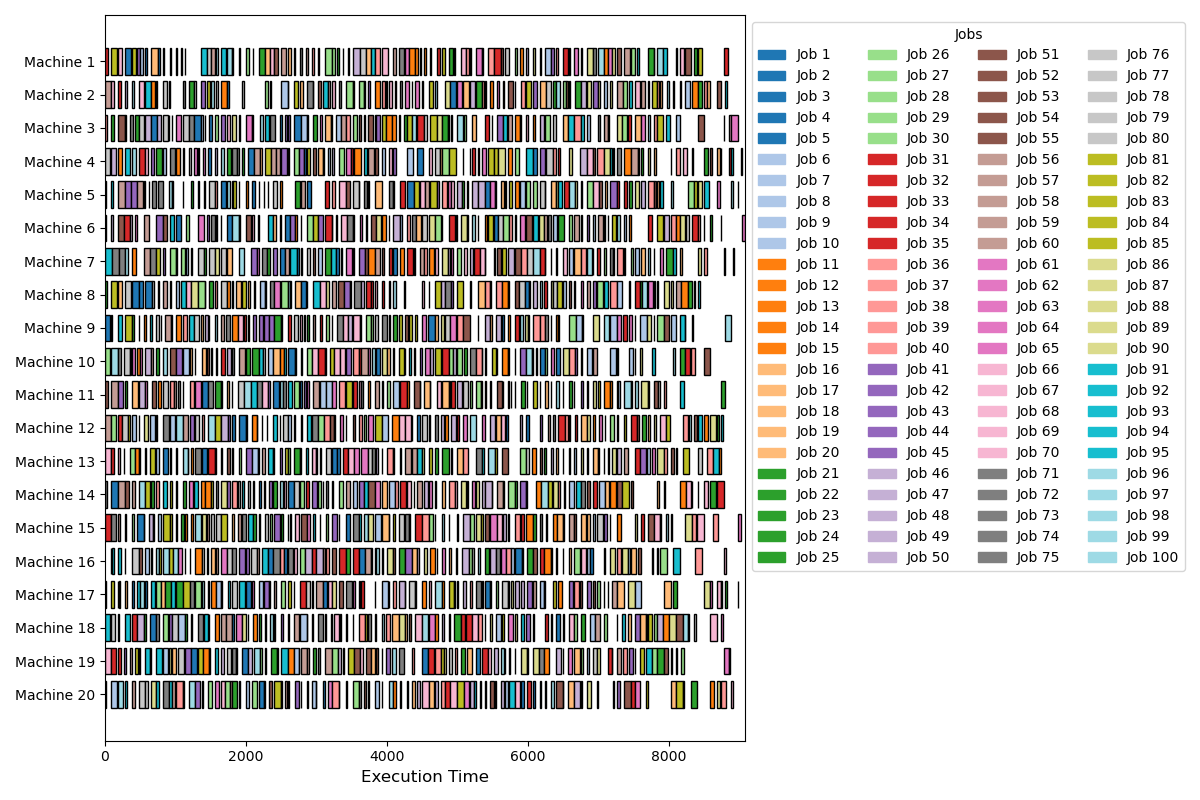 Machine 1
Machine 2
Machine 3
Machine 4
Machine 5
Machine 6
Machine 7
Machine 8
Machine 9
Machine 10
Machine 11
Machine 12
Machine 13
Machine 14
Machine 15
Machine 16
Machine 17
Machine 18
Machine 19
Machine 20
0 2000 4000 6000 8000
Execution Time
Jobs
Job 1 Job 26 Job 51 Job 76
Job 2 Job 27 Job 52 Job 77
Job 3 Job 28 Job 53 Job 78
Job 4 Job 29 Job 54 Job 79
Job 5 Job 30 Job 55 Job 80
Job 6 Job 31 Job 56 Job 81
Job 7 Job 32 Job 57 Job 82
Job 8 Job 33 Job 58 Job 83
Job 9 Job 34 Job 59 Job 84
Job 10 Job 35 Job 60 Job 85
Job 11 Job 36 Job 61 Job 86
Job 12 Job 37 Job 62 Job 87
Job 13 Job 38 Job 63 Job 88
Job 14 Job 39 Job 64 Job 89
Job 15 Job 40 Job 65 Job 90
Job 16 Job 41 Job 66 Job 91
Job 17 Job 42 Job 67 Job 92
Job 18 Job 43 Job 68 Job 93
Job 19 Job 44 Job 69 Job 94
Job 20 Job 45 Job 70 Job 95
Job 21 Job 46 Job 71 Job 96
Job 22 Job 47 Job 72 Job 97
Job 23 Job 48 Job 73 Job 98
Job 24 Job 49 Job 74 Job 99
Job 25 Job 50 Job 75 Job 100